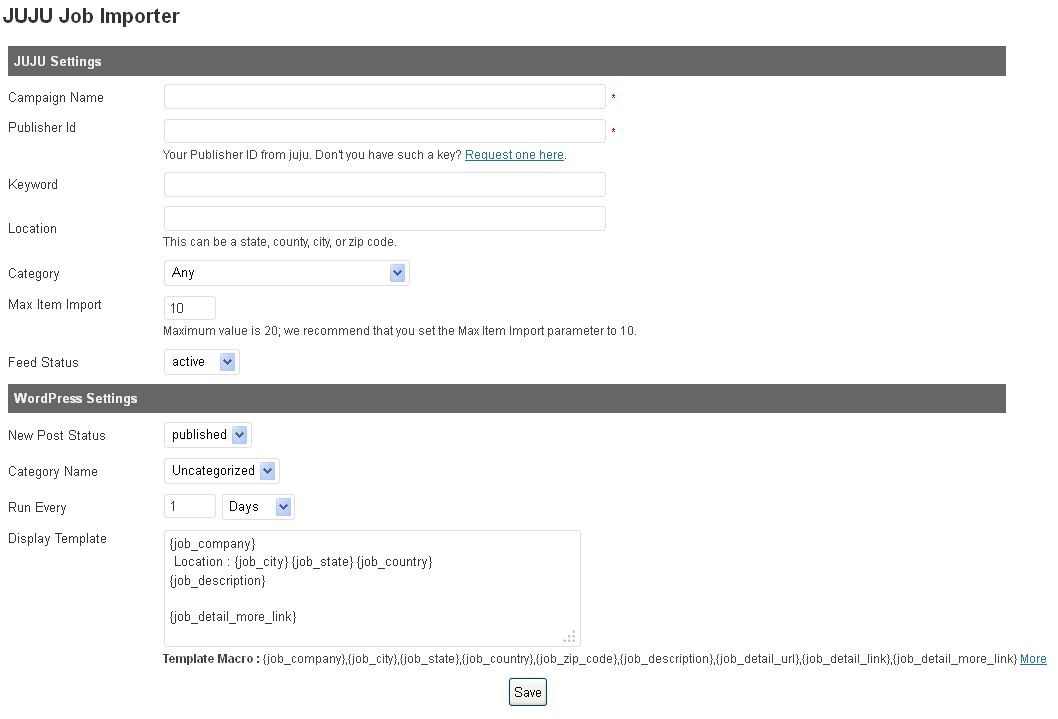 JUJU Job Importer
JUJU Settings
Campaign Name *
Publisher Id *
Your Publisher ID from juju. Don't you have such a key? Request one here.
Keyword
Location
This can be a state, county, city, or zip code.
Category Any
Max Item Import 10
Maximum value is 20; we recommend that you set the Max Item Import parameter to 10.
Feed Status active
WordPress Settings
New Post Status published
Category Name Uncategorized
Run Every 1 Days
Display Template {job_company}
Location : {job_city} {job_state} {job_country}
{job_description}
{job_detail_more_link}
Template Macro : {job_company},{job_city},{job_state},{job_country},{job_zip_code},{job_description},{job_detail_url},{job_detail_link},{job_detail_more_link} More
Save